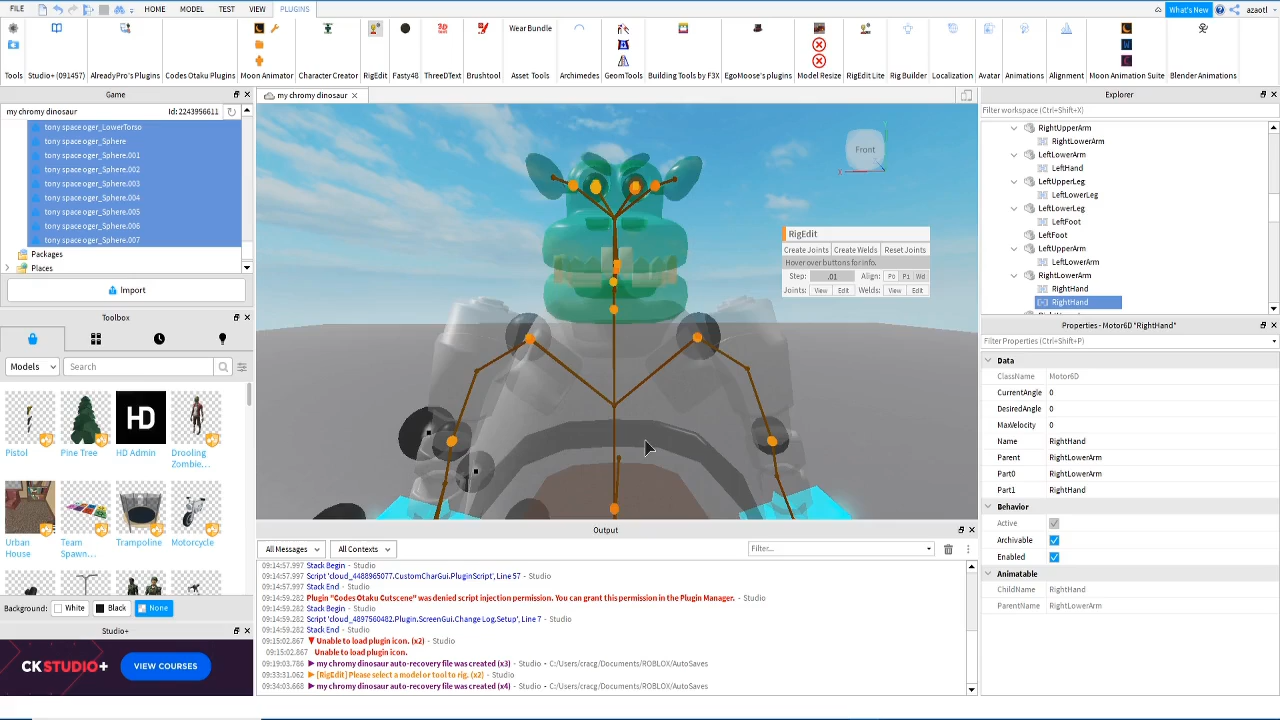 FILE HOME MODEL TEST VIEW PLUGINS What's New azaotl
Wear Bundle
Tools Studio+ (091457) AlreadyPro's Plugins Codes Otaku Plugins Moon Animator Character Creator RigEdit Fasty48 ThreeDText Brushtool Asset Tools Archimedes GeomTools Building Tools by F3X EgoMoose's plugins Model Resize RigEdit Lite Rig Builder Localization Avatar Animations Alignment Moon Animation Suite Blender Animations
Game
my chromy dinosaur Id: 2243956611
tony space oger_LowerTorso
tony space oger_Sphere
tony space oger_Sphere.001
tony space oger_Sphere.002
tony space oger_Sphere.003
tony space oger_Sphere.004
tony space oger_Sphere.005
tony space oger_Sphere.006
tony space oger_Sphere.007
Packages
Places
Import
Toolbox
Models Search
HD
Pistol Pine Tree HD Admin Drooling
Zombie...
Urban Team Trampoline Motorcycle
House Spawn...
Background: White Black None
Studio+
CKSTUDIO+ VIEW COURSES
my chromy dinosaur
Front
RigEdit
Create Joints Create Welds Reset Joints
Hover over buttons for info.
Step: .01 Align: P0 P1 Wd
Joints: View Edit Welds: View Edit
Output
All Messages All Contexts Filter...
09:14:57.997 Stack Begin - Studio
09:14:57.997 Script 'cloud_4488965077.CustomCharGui.PluginScript', Line 57 - Studio
09:14:57.997 Stack End - Studio
09:14:59.282 Plugin "Codes Otaku Cutscene" was denied script injection permission. You can grant this permission in the Plugin Manager. - Studio
09:14:59.282 Stack Begin - Studio
09:14:59.282 Script 'cloud_4897560482.Plugin.ScreenGui.Change Log.Setup', Line 7 - Studio
09:14:59.282 Stack End - Studio
09:15:02.867 Unable to load plugin icon. (x2) - Studio
09:15:02.867 Unable to load plugin icon.
09:19:03.786 my chromy dinosaur auto-recovery file was created (x3) - Studio - C:/Users/cracg/Documents/ROBLOX/AutoSaves
09:33:31.062 [RigEdit] Please select a model or tool to rig. (x2) - Studio
09:34:03.668 my chromy dinosaur auto-recovery file was created (x4) - Studio - C:/Users/cracg/Documents/ROBLOX/AutoSaves
Explorer
Filter workspace (Ctrl+Shift+X)
RightUpperArm
RightLowerArm
LeftLowerArm
LeftHand
LeftUpperLeg
LeftLowerLeg
LeftLowerLeg
LeftFoot
LeftFoot
LeftUpperArm
LeftLowerArm
RightLowerArm
RightHand
RightHand
Properties - Motor6D "RightHand"
Filter Properties (Ctrl+Shift+P)
Data
ClassName Motor6D
CurrentAngle 0
DesiredAngle 0
MaxVelocity 0
Name RightHand
Parent RightLowerArm
Part0 RightLowerArm
Part1 RightHand
Behavior
Active
Archivable
Enabled
Animatable
ChildName RightHand
ParentName RightLowerArm